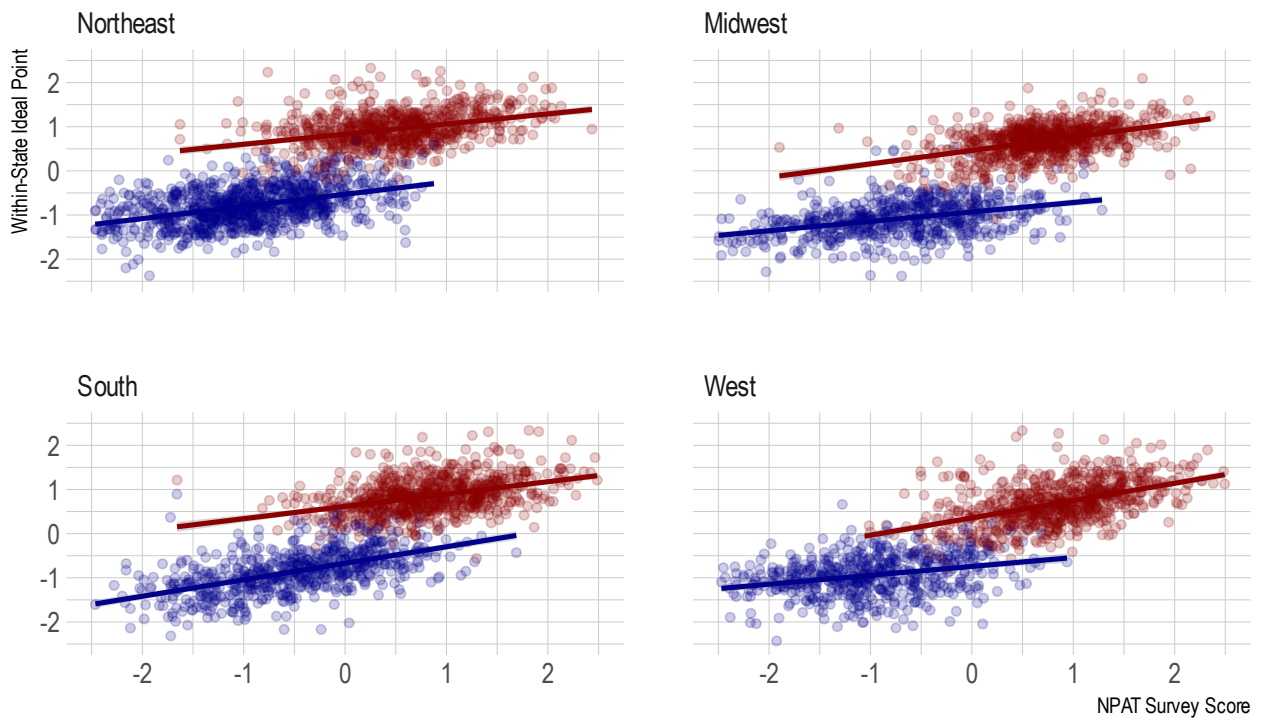 Northeast
Midwest
Within-State Ideal Point
2
1
0
-1
-2
South
West
2
1
0
-1
-2
-2 -1 0 1 2
-2 -1 0 1 2
NPAT Survey Score